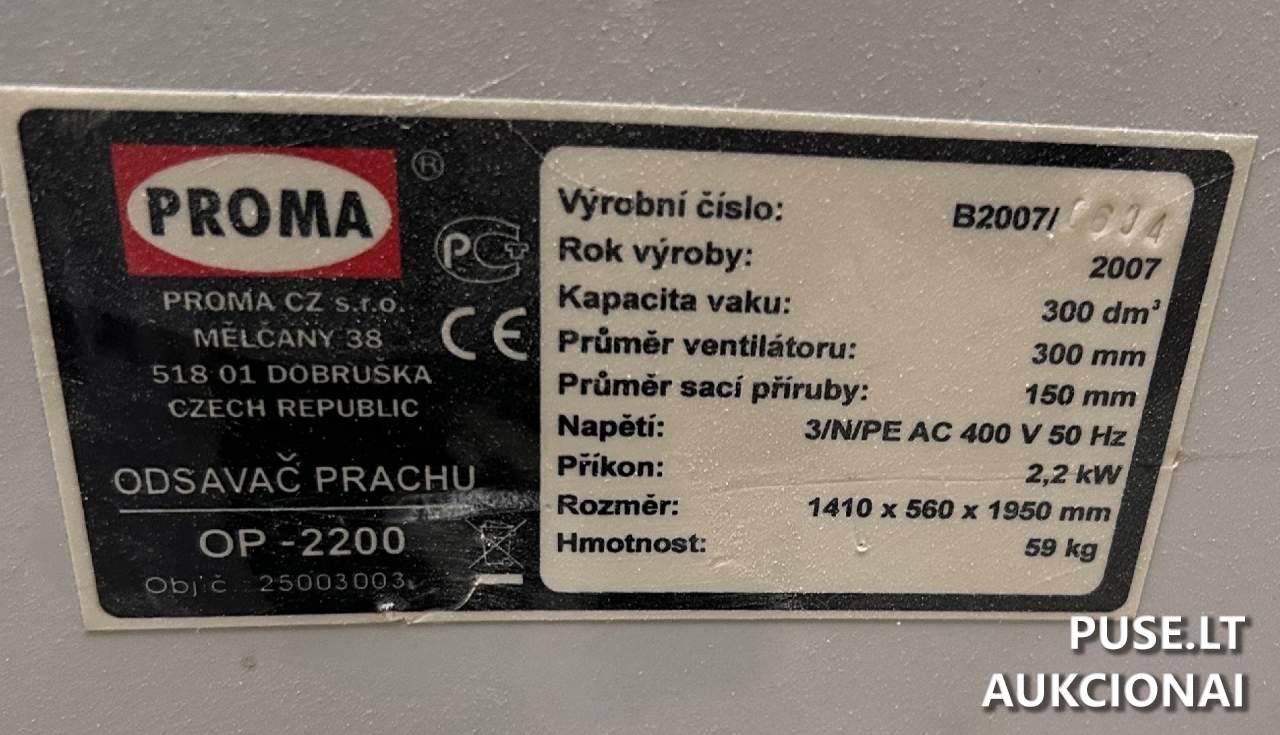 PROMA ®
PROMA CZ s.r.o.
MĚLČANY 38
518 01 DOBRUŠKA
CZECH REPUBLIC
ODSAVAČ PRACHU
OP -2200
Obj č 25003003
Výrobní číslo: B2007/
Rok výroby: 2007
Kapacita vaku: 300 dm³
Průměr ventilátoru: 300 mm
Průměr sací příruby: 150 mm
Napětí: 3/N/PE AC 400 V 50 Hz
Příkon: 2,2 kW
Rozměr: 1410 x 560 x 1950 mm
Hmotnost: 59 kg
PUSE.LT
AUKCIONAI